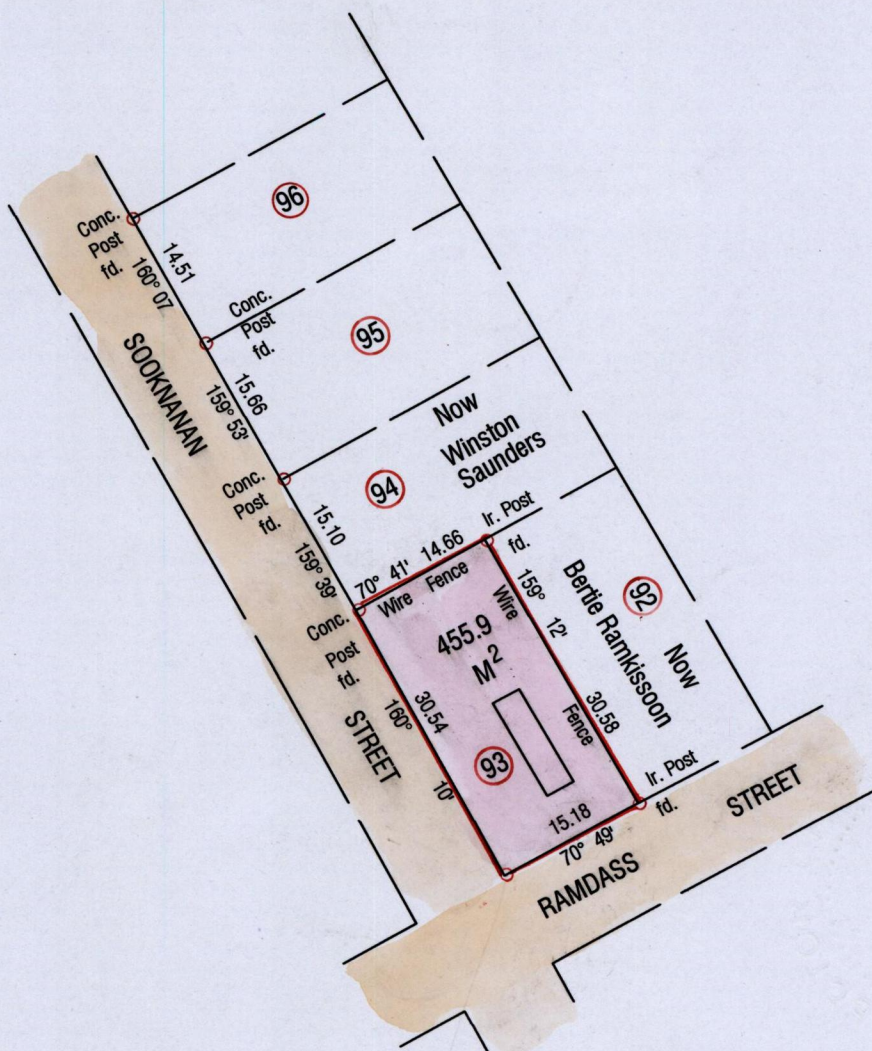 96
Conc.
Post
fd.
14.51
160° 07'
Conc.
Post
fd.
95
SOOKNANAN
15.66
159° 53'
Now
Winston
Saunders
94
Conc.
Post
fd.
15.10
159° 39'
Ir. Post
fd.
70° 41' 14.66
Wire Fence
Conc.
Post
fd.
455.9
M²
159° 12'
Wire Fence
30.58
92
Now
Bertie Ramkissoon
STREET
160° 10'
30.54
93
15.18
70° 49'
Ir. Post
fd.
RAMDASS
STREET